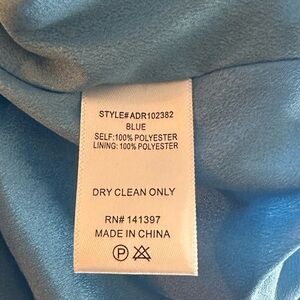 STYLE#ADR102382
BLUE
SELF:100% POLYESTER
LINING: 100% POLYESTER
DRY CLEAN ONLY
RN# 141397
MADE IN CHINA
P